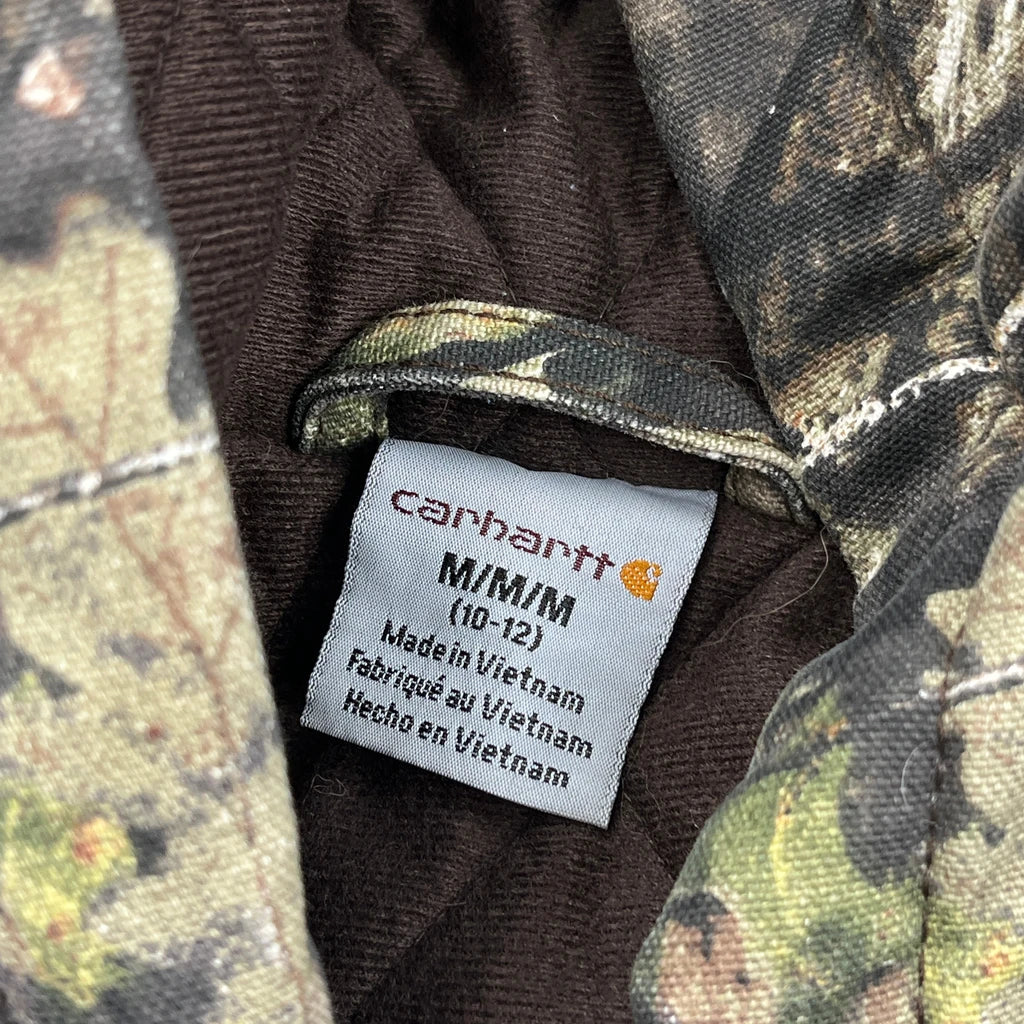 carhartt
M/M/M
(10-12)
Made in Vietnam
Fabriqué au Vietnam
Hecho en Vietnam